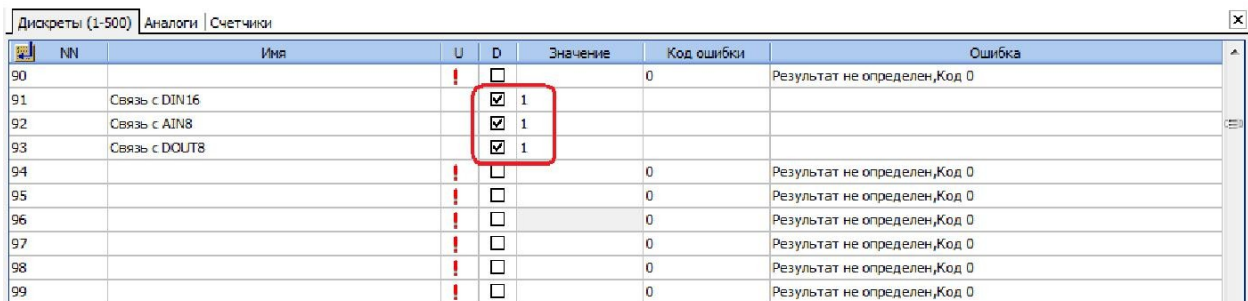 Дискреты (1-500) Аналоги Счетчики
NN Имя U D Значение Код ошибки Ошибка
90 ! 0 Результат не определен,Код 0
91 Связь с DIN16 1
92 Связь с AIN8 1
93 Связь с DOUT8 1
94 ! 0 Результат не определен,Код 0
95 ! 0 Результат не определен,Код 0
96 ! 0 Результат не определен,Код 0
97 ! 0 Результат не определен,Код 0
98 ! 0 Результат не определен,Код 0
99 ! 0 Результат не определен,Код 0